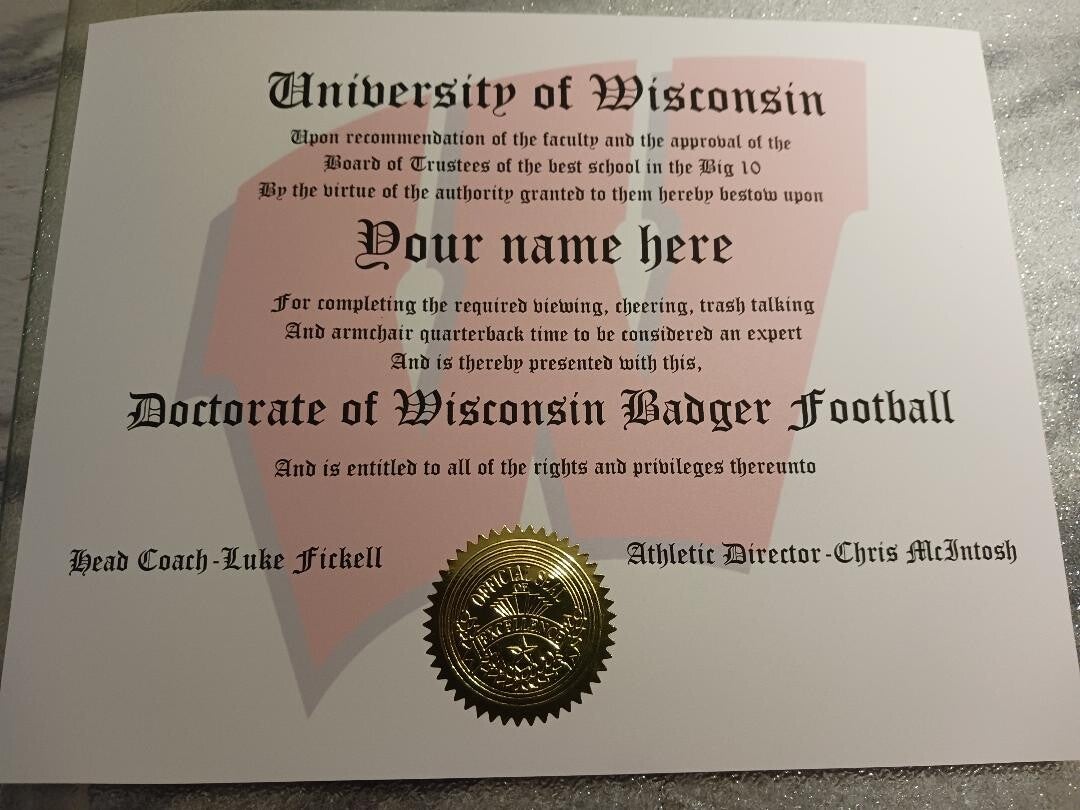 University of Wisconsin
Upon recommendation of the faculty and the approval of the
Board of Trustees of the best school in the Big 10
By the virtue of the authority granted to them hereby bestow upon
Your name here
For completing the required viewing, cheering, trash talking
And armchair quarterback time to be considered an expert
And is thereby presented with this,
Doctorate of Wisconsin Badger Football
And is entitled to all of the rights and privileges thereunto
Head Coach-Luke Fickell
Athletic Director-Chris McIntosh
OFFICIAL SEAL
OF
EXCELLENCE